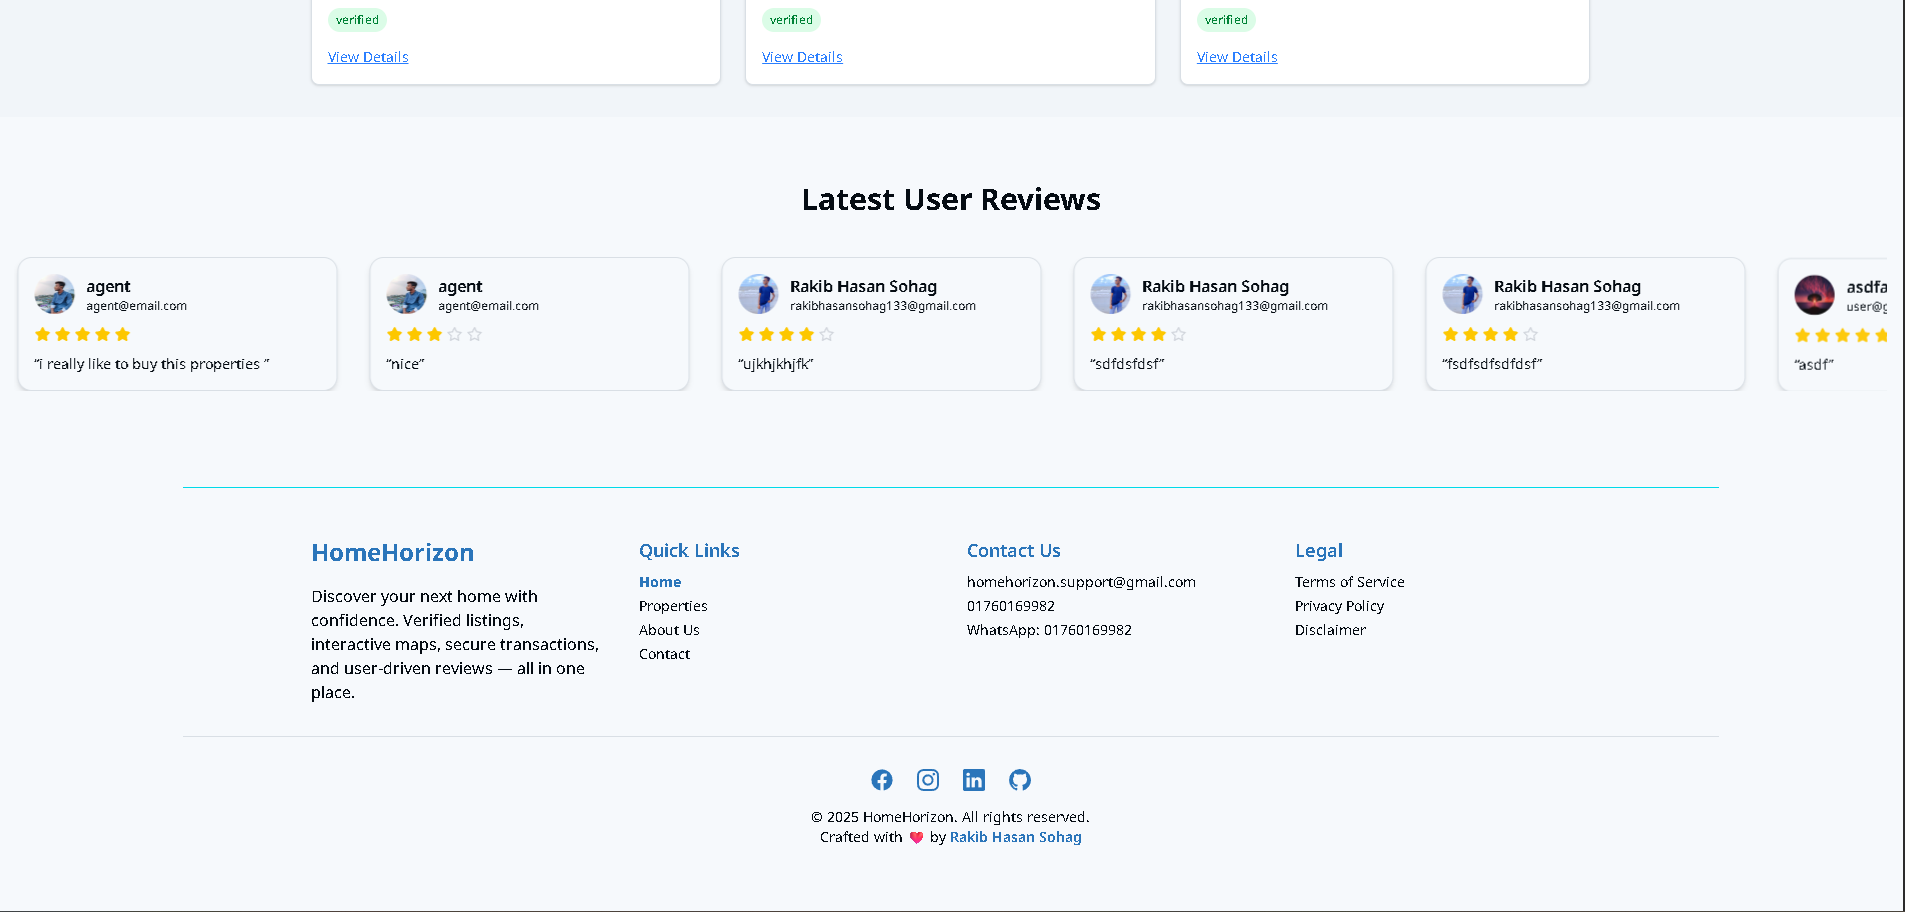 verified
verified
verified
View Details
View Details
View Details
Latest User Reviews
agent
agent@email.com
“i really like to buy this properties ”
agent
agent@email.com
“nice”
Rakib Hasan Sohag
rakibhasansohag133@gmail.com
“ujkhjkhjfk”
Rakib Hasan Sohag
rakibhasansohag133@gmail.com
“sdfdsfdsf”
Rakib Hasan Sohag
rakibhasansohag133@gmail.com
“fsdfsdfsdfdsf”
asdfa
user@g
“asdf”
HomeHorizon
Discover your next home with
confidence. Verified listings,
interactive maps, secure transactions,
and user-driven reviews — all in one
place.
Quick Links
Home
Properties
About Us
Contact
Contact Us
homehorizon.support@gmail.com
01760169982
WhatsApp: 01760169982
Legal
Terms of Service
Privacy Policy
Disclaimer
© 2025 HomeHorizon. All rights reserved.
Crafted with ❤️ by Rakib Hasan Sohag